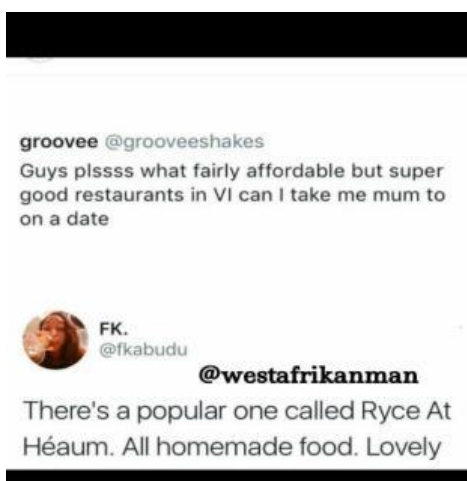 groovee @grooveeshakes
Guys plssss what fairly affordable but super
good restaurants in VI can I take me mum to
on a date
FK.
@fkabudu
@westafrikanman
There's a popular one called Ryce At
Héaum. All homemade food. Lovely